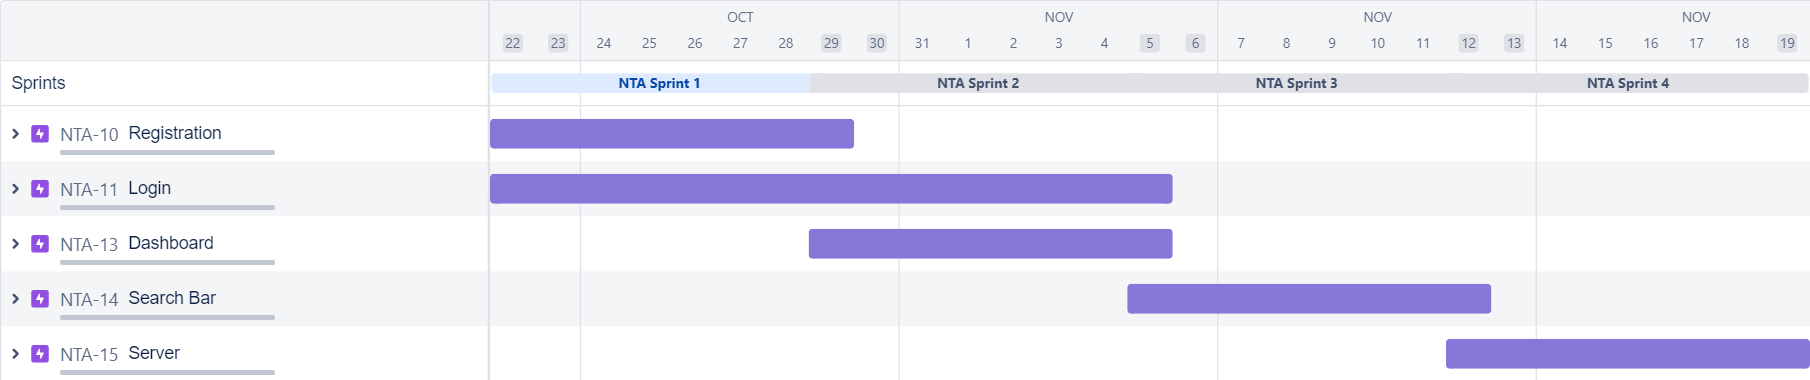 OCT NOV NOV NOV
22 23 24 25 26 27 28 29 30 31 1 2 3 4 5 6 7 8 9 10 11 12 13 14 15 16 17 18 19
Sprints NTA Sprint 1 NTA Sprint 2 NTA Sprint 3 NTA Sprint 4
NTA-10 Registration
NTA-11 Login
NTA-13 Dashboard
NTA-14 Search Bar
NTA-15 Server